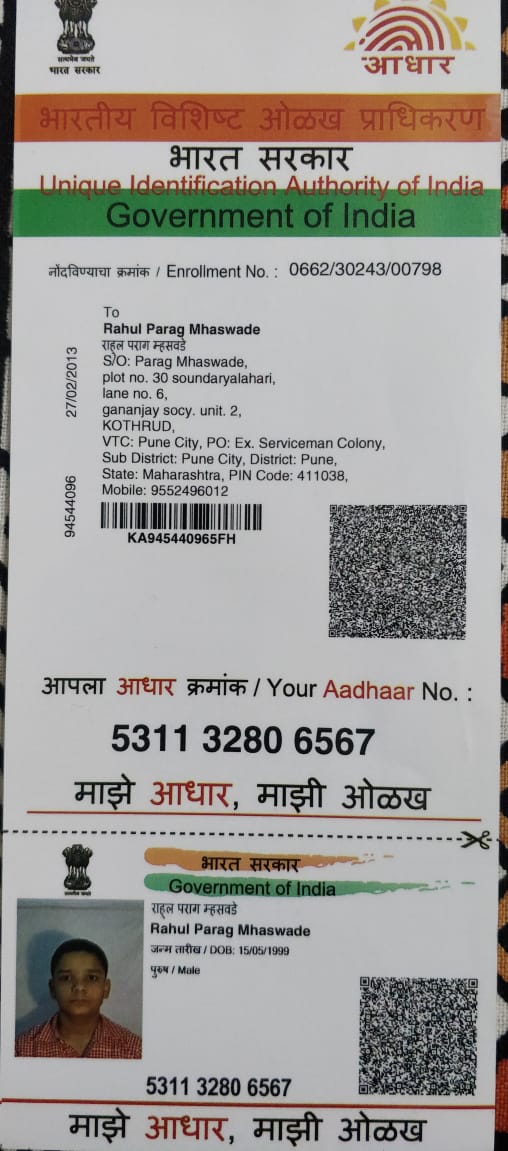 सत्यमेव जयते
भारत सरकार
आधार
भारतीय विशिष्ट ओळख प्राधिकरण
भारत सरकार
Unique Identification Authority of India
Government of India
नोंदविण्याचा क्रमांक / Enrollment No. : 0662/30243/00798
To
Rahul Parag Mhaswade
राहूल पराग म्हसवडे
S/O: Parag Mhaswade,
plot no. 30 soundaryalahari,
lane no. 6,
gananjay socy. unit. 2,
KOTHRUD,
VTC: Pune City, PO: Ex. Serviceman Colony,
Sub District: Pune City, District: Pune,
State: Maharashtra, PIN Code: 411038,
Mobile: 9552496012
27/02/2013
94544096
KA945440965FH
आपला आधार क्रमांक / Your Aadhaar No. :
5311 3280 6567
माझे आधार, माझी ओळख
भारत सरकार
Government of India
राहूल पराग म्हसवडे
Rahul Parag Mhaswade
जन्म तारीख / DOB: 15/05/1999
पुरुष / Male
5311 3280 6567
माझे आधार, माझी ओळख